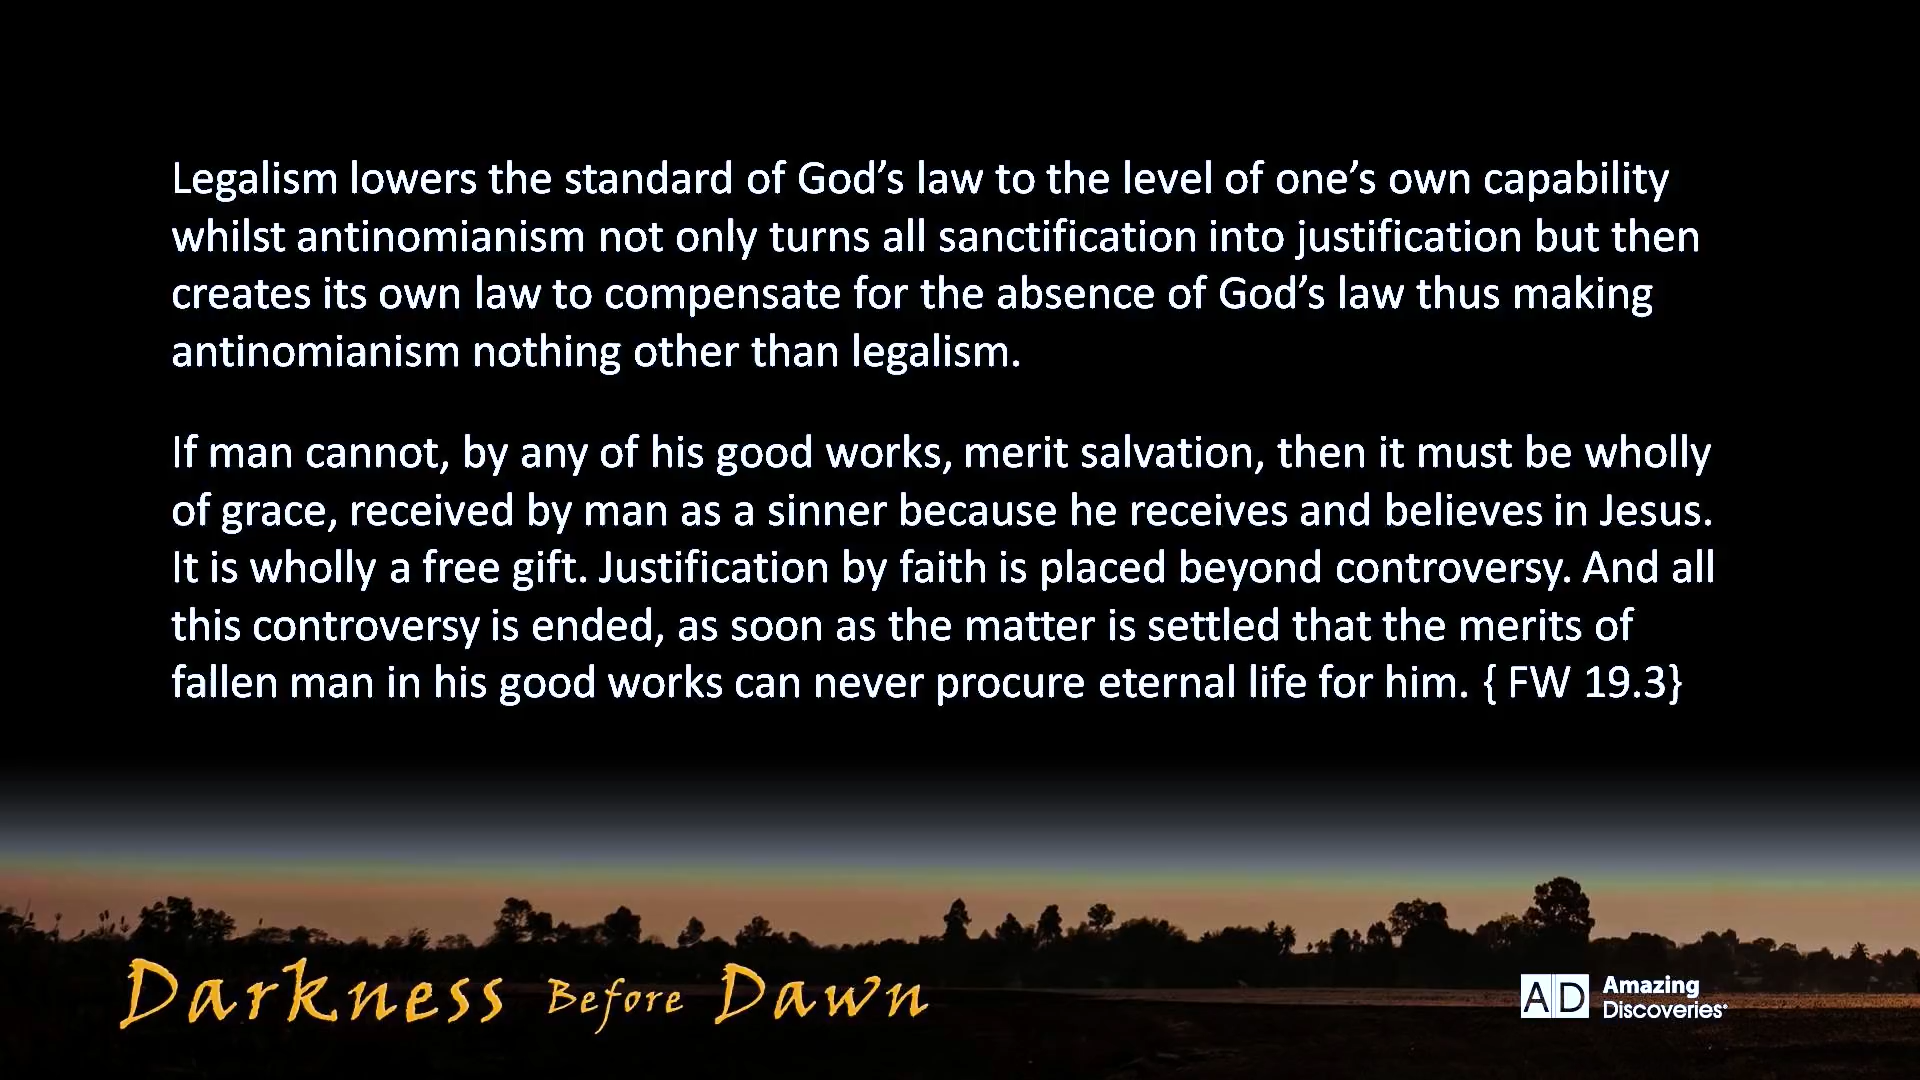 Legalism lowers the standard of God’s law to the level of one’s own capability
whilst antinomianism not only turns all sanctification into justification but then
creates its own law to compensate for the absence of God’s law thus making
antinomianism nothing other than legalism.
If man cannot, by any of his good works, merit salvation, then it must be wholly
of grace, received by man as a sinner because he receives and believes in Jesus.
It is wholly a free gift. Justification by faith is placed beyond controversy. And all
this controversy is ended, as soon as the matter is settled that the merits of
fallen man in his good works can never procure eternal life for him. { FW 19.3}
Darkness Before Dawn
AD Amazing
Discoveries